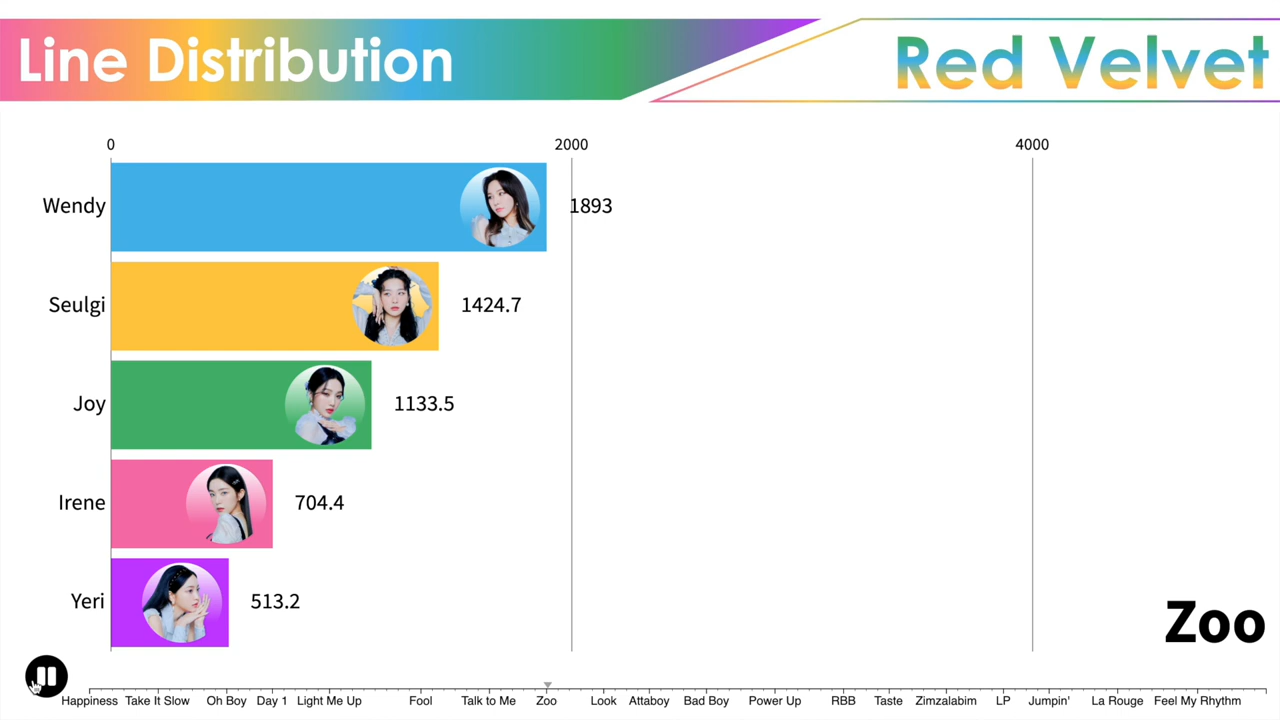 Line Distribution
Red Velvet
0 2000 4000
Wendy 1893
Seulgi 1424.7
Joy 1133.5
Irene 704.4
Yeri 513.2
Zoo
Happiness Take It Slow Oh Boy Day 1 Light Me Up Fool Talk to Me Zoo Look Attaboy Bad Boy Power Up RBB Taste Zimzalabim LP Jumpin' La Rouge Feel My Rhythm